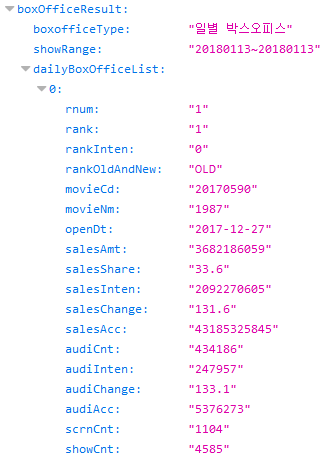 boxOfficeResult:
boxofficeType: "일별 박스오피스"
showRange: "20180113~20180113"
dailyBoxOfficeList:
0:
rnum: "1"
rank: "1"
rankInten: "0"
rankOldAndNew: "OLD"
movieCd: "20170590"
movieNm: "1987"
openDt: "2017-12-27"
salesAmt: "3682186059"
salesShare: "33.6"
salesInten: "2092270605"
salesChange: "131.6"
salesAcc: "43185325845"
audiCnt: "434186"
audiInten: "247957"
audiChange: "133.1"
audiAcc: "5376273"
scrnCnt: "1104"
showCnt: "4585"